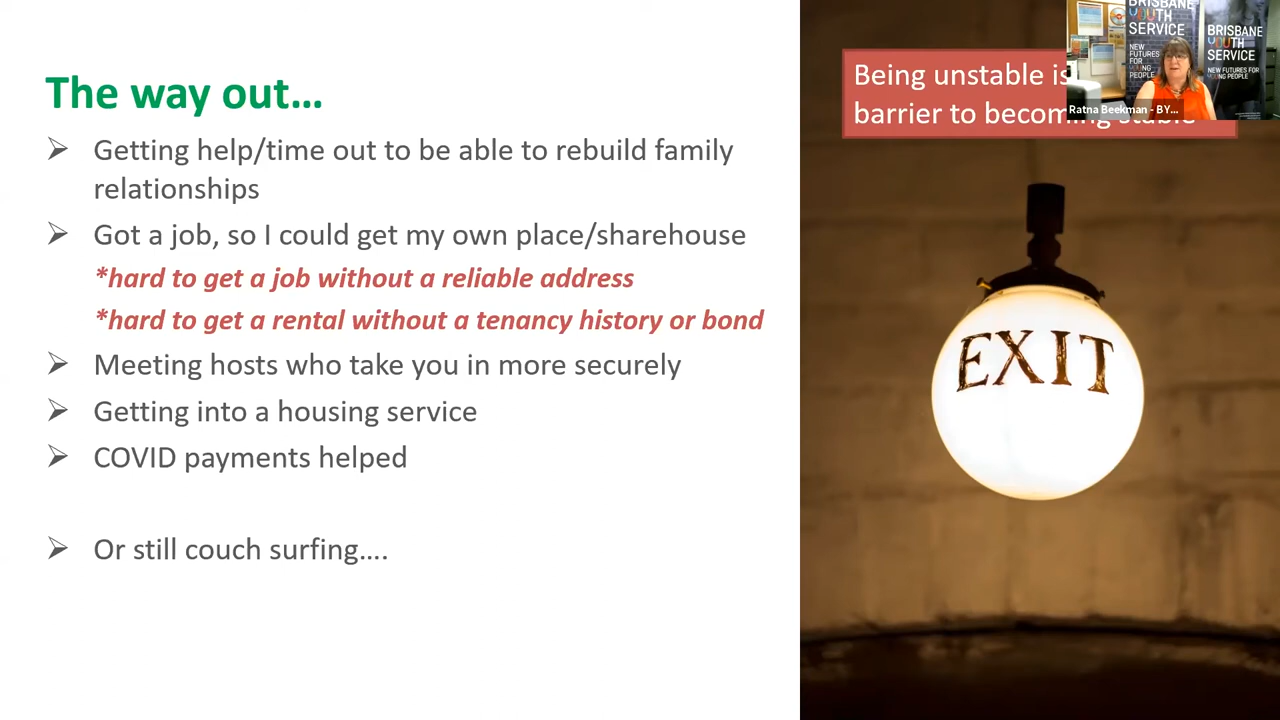 The way out...
➢ Getting help/time out to be able to rebuild family
relationships
➢ Got a job, so I could get my own place/sharehouse
*hard to get a job without a reliable address
*hard to get a rental without a tenancy history or bond
➢ Meeting hosts who take you in more securely
➢ Getting into a housing service
➢ COVID payments helped
➢ Or still couch surfing....
Being unstable is
barrier to becoming stable
EXIT
BRISBANE
YOUTH
SERVICE
NEW
FUTURES
FOR
YOUNG
PEOPLE
BRISBANE
YOUTH
SERVICE
NEW FUTURES FOR
YOUNG PEOPLE
Ratna Beekman - BY...